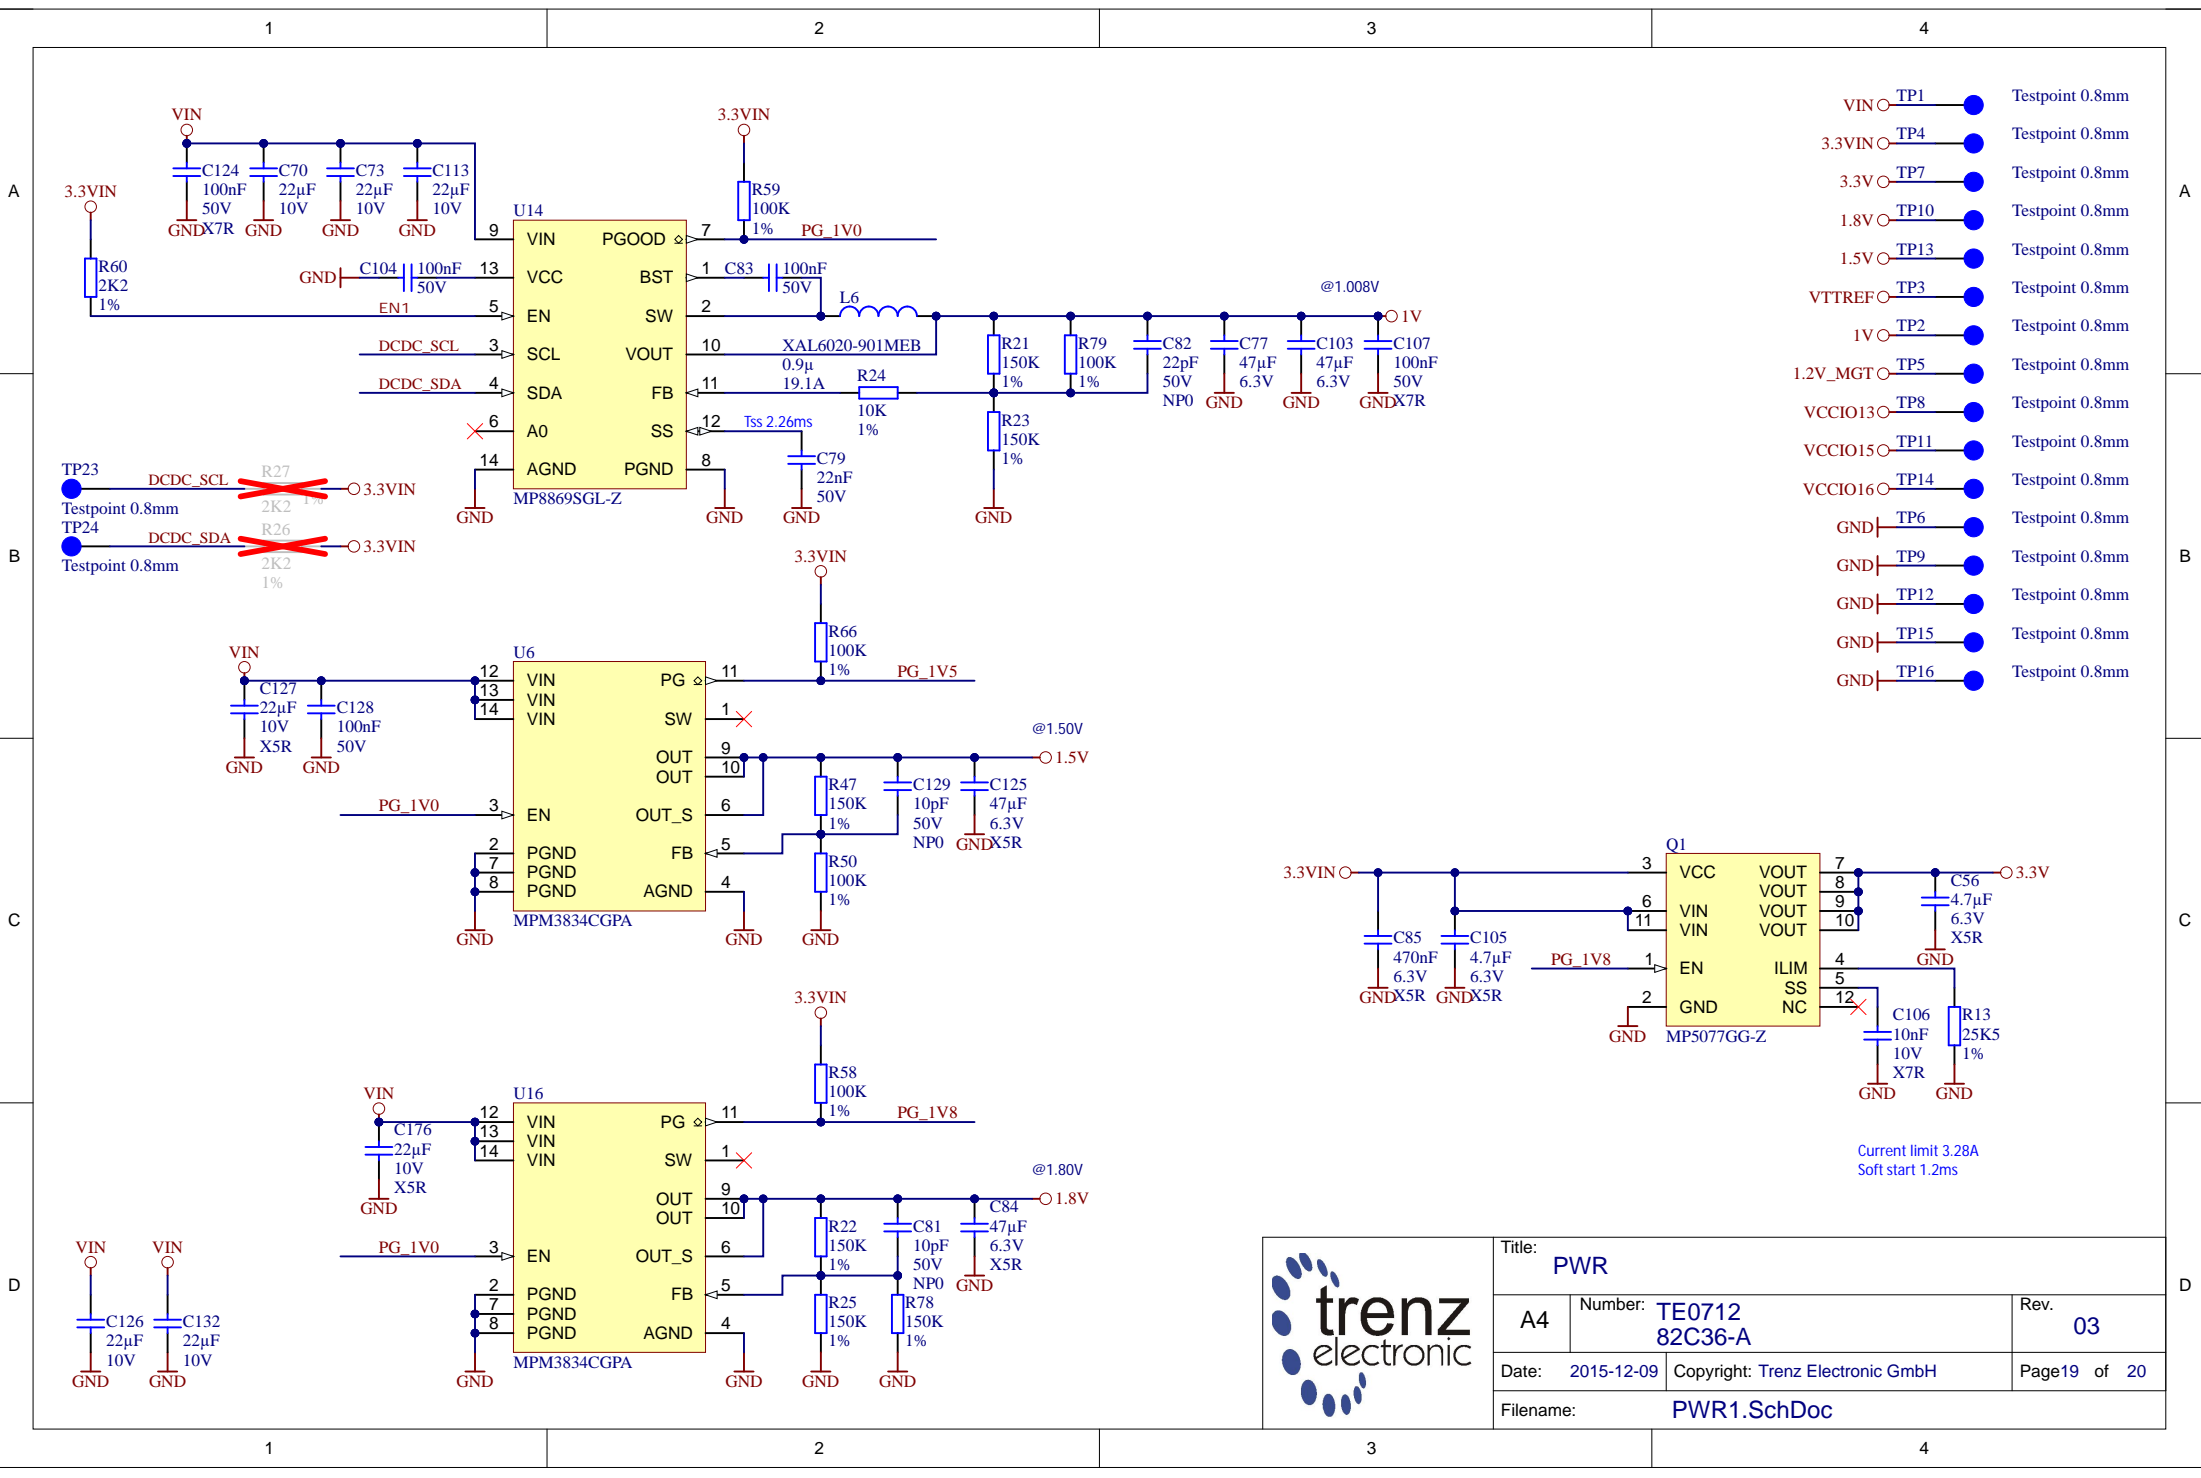 1 2 3 4
A A
B B
C C
D D
1 2 3 4
VIN
C124
100nF
50V
X7R
GND
C70
22µF
10V
GND
C73
22µF
10V
GND
C113
22µF
10V
GND
3.3VIN
R60
2K2
1%
GND
C104
100nF
50V
EN1
DCDC_SCL
DCDC_SDA
U14
9 VIN
13 VCC
5 EN
3 SCL
4 SDA
6 A0
14 AGND
PGOOD 7
BST 1
SW 2
VOUT 10
FB 11
SS 12
PGND 8
MP8869SGL-Z
GND
GND
3.3VIN
R59
100K
1%
PG_1V0
C83
100nF
50V
L6
XAL6020-901MEB
0.9µ
19.1A
R24
10K
1%
Tss 2.26ms
C79
22nF
50V
GND
R21
150K
1%
R23
150K
1%
GND
R79
100K
1%
C82
22pF
50V
NP0
C77
47µF
6.3V
GND
C103
47µF
6.3V
GND
C107
100nF
50V
X7R
GND
@1.008V
1V
TP23
DCDC_SCL
R27
1%
2K2
3.3VIN
Testpoint 0.8mm
TP24
DCDC_SDA
R26
2K2
1%
3.3VIN
Testpoint 0.8mm
VIN
C127
22µF
10V
X5R
GND
C128
100nF
50V
GND
PG_1V0
U6
12 VIN
13 VIN
14 VIN
3 EN
2 PGND
7 PGND
8 PGND
PG 11
SW 1
OUT 9
OUT 10
OUT_S 6
FB 5
AGND 4
MPM3834CGPA
GND
GND
3.3VIN
R66
100K
1%
PG_1V5
R47
150K
1%
R50
100K
1%
GND
C129
10pF
50V
NP0
C125
47µF
6.3V
X5R
GND
@1.50V
1.5V
VIN
C176
22µF
10V
X5R
GND
PG_1V0
U16
12 VIN
13 VIN
14 VIN
3 EN
2 PGND
7 PGND
8 PGND
PG 11
SW 1
OUT 9
OUT 10
OUT_S 6
FB 5
AGND 4
MPM3834CGPA
GND
GND
3.3VIN
R58
100K
1%
PG_1V8
R22
150K
1%
R25
150K
1%
GND
C81
10pF
50V
NP0
R78
150K
1%
GND
C84
47µF
6.3V
X5R
GND
@1.80V
1.8V
VIN
C126
22µF
10V
GND
VIN
C132
22µF
10V
GND
VIN TP1 Testpoint 0.8mm
3.3VIN TP4 Testpoint 0.8mm
3.3V TP7 Testpoint 0.8mm
1.8V TP10 Testpoint 0.8mm
1.5V TP13 Testpoint 0.8mm
VTTREF TP3 Testpoint 0.8mm
1V TP2 Testpoint 0.8mm
1.2V_MGT TP5 Testpoint 0.8mm
VCCIO13 TP8 Testpoint 0.8mm
VCCIO15 TP11 Testpoint 0.8mm
VCCIO16 TP14 Testpoint 0.8mm
GND TP6 Testpoint 0.8mm
GND TP9 Testpoint 0.8mm
GND TP12 Testpoint 0.8mm
GND TP15 Testpoint 0.8mm
GND TP16 Testpoint 0.8mm
3.3VIN
C85
470nF
6.3V
X5R
GND
C105
4.7µF
6.3V
X5R
GND
PG_1V8
Q1
3 VCC
6 VIN
11 VIN
1 EN
2 GND
VOUT 7
VOUT 8
VOUT 9
VOUT 10
ILIM 4
SS 5
NC 12
MP5077GG-Z
GND
3.3V
C56
4.7µF
6.3V
X5R
GND
C106
10nF
10V
X7R
GND
R13
25K5
1%
GND
Current limit 3.28A
Soft start 1.2ms
trenz
electronic
Title:
PWR
A4
Number: TE0712
82C36-A
Rev.
03
Date: 2015-12-09
Copyright: Trenz Electronic GmbH
Page19 of 20
Filename: PWR1.SchDoc